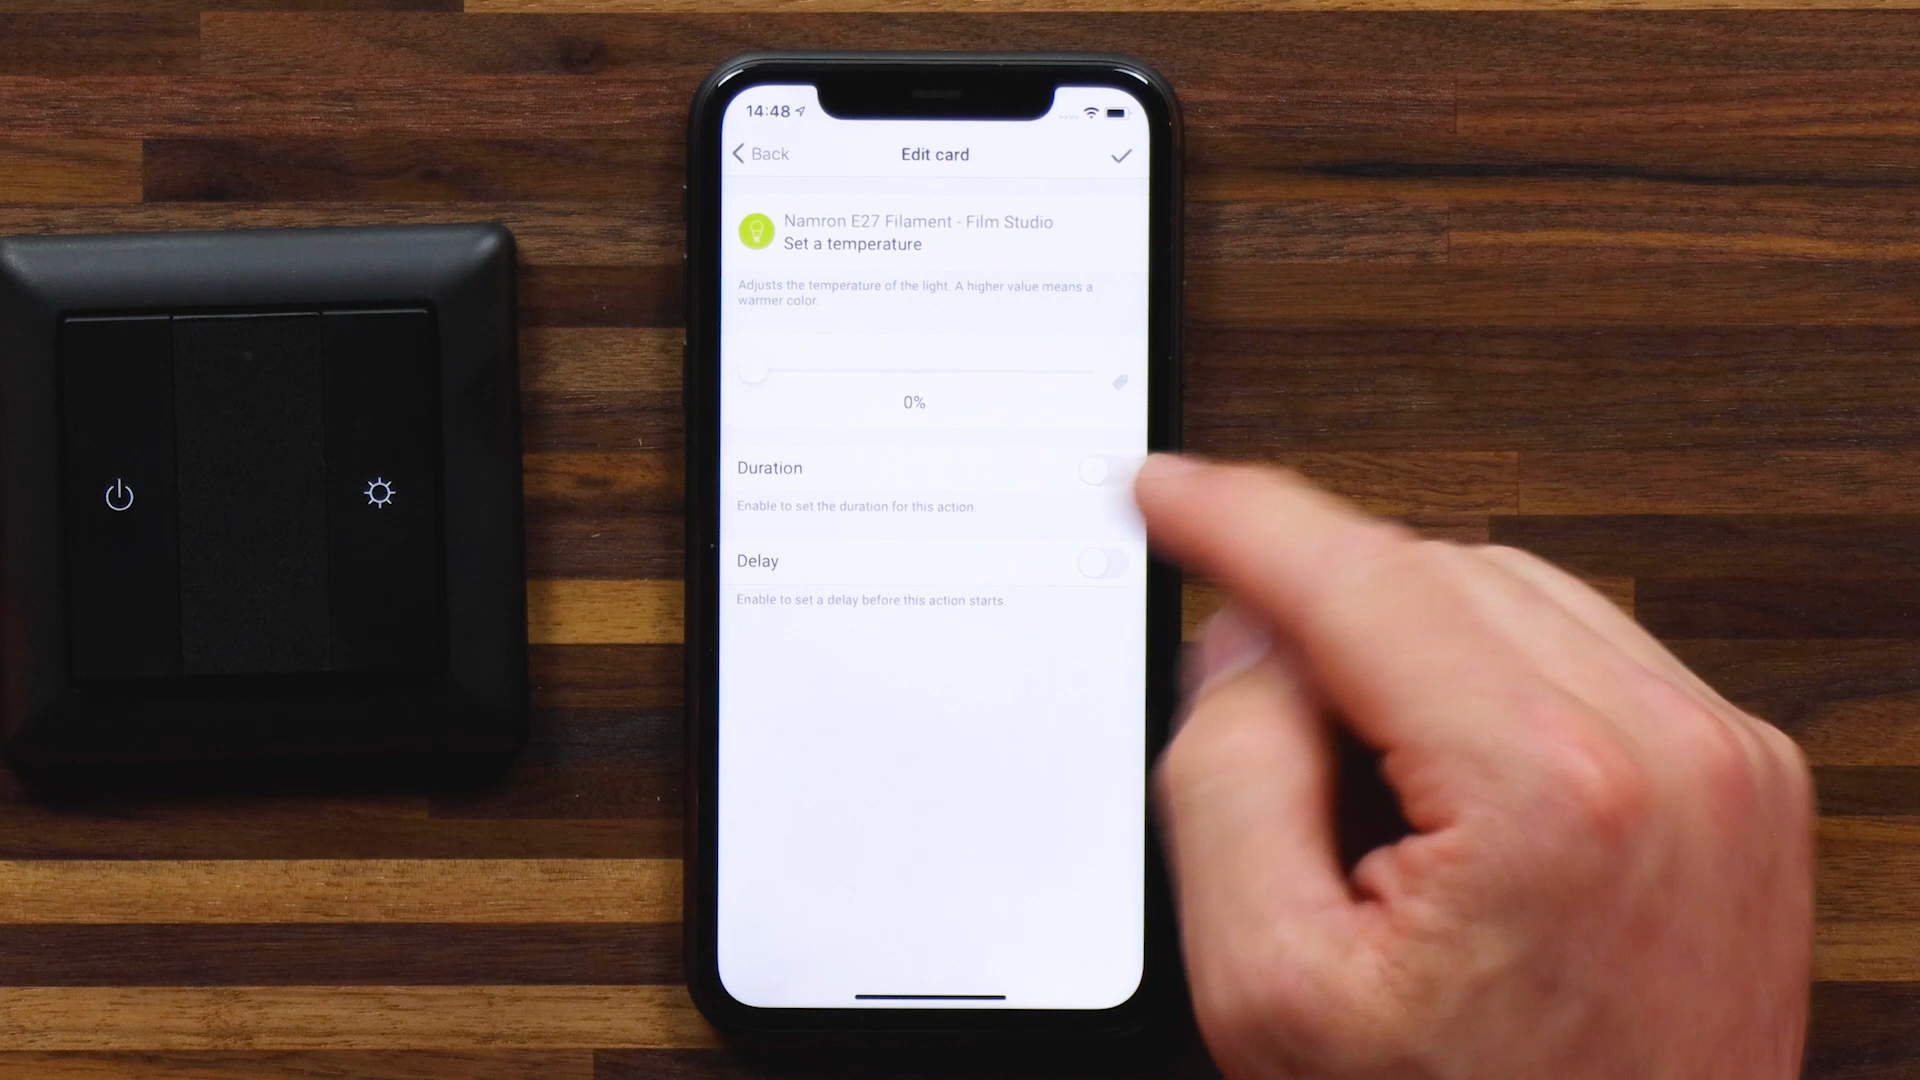 14:48
Back
Edit card
Namron E27 Filament - Film Studio
Set a temperature
Adjusts the temperature of the light. A higher value means a
warmer color.
0%
Duration
Enable to set the duration for this action.
Delay
Enable to set a delay before this action starts.